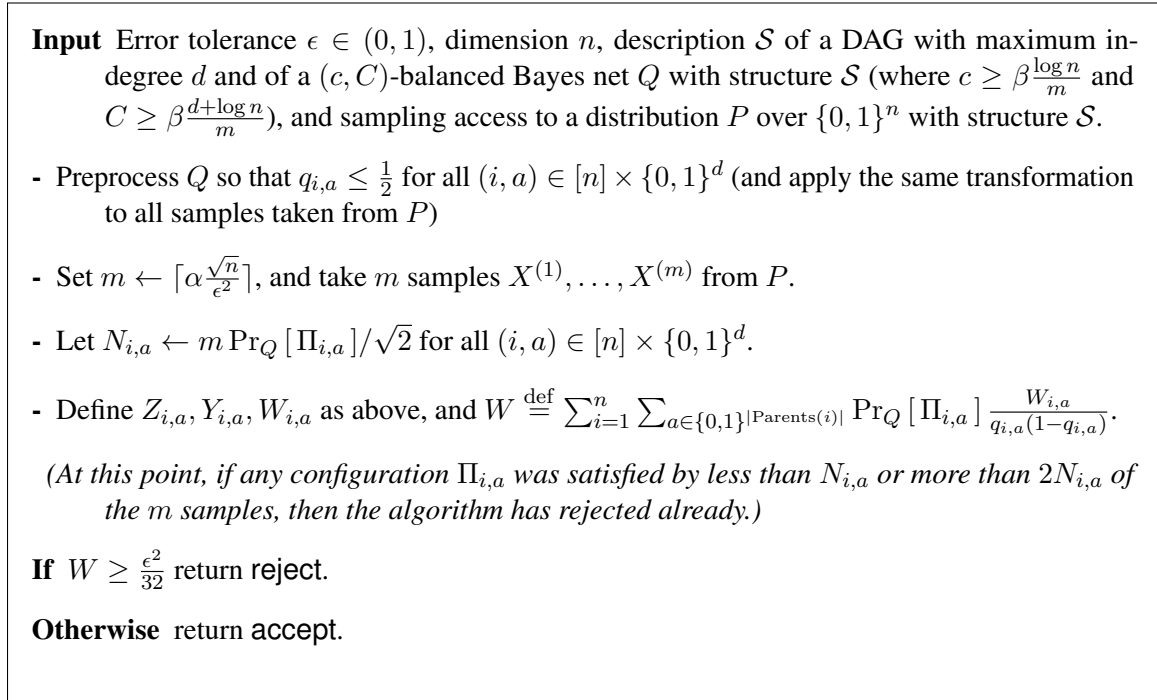 Input Error tolerance ϵ ∈ (0, 1), dimension n, description 𝒮 of a DAG with maximum in-
degree d and of a (c, C)-balanced Bayes net Q with structure 𝒮 (where c ≥ β log n / m and
C ≥ β (d+log n) / m), and sampling access to a distribution P over {0, 1}^n with structure 𝒮.
- Preprocess Q so that q_{i,a} ≤ 1/2 for all (i, a) ∈ [n] × {0, 1}^d (and apply the same transformation
to all samples taken from P)
- Set m ← ⌈α √n / ϵ²⌉, and take m samples X^{(1)}, . . . , X^{(m)} from P.
- Let N_{i,a} ← m Pr_Q [ Π_{i,a} ]/√2 for all (i, a) ∈ [n] × {0, 1}^d.
- Define Z_{i,a}, Y_{i,a}, W_{i,a} as above, and W def= ∑_{i=1}^n ∑_{a∈{0,1}^{|Parents(i)|}} Pr_Q [ Π_{i,a} ] W_{i,a} / (q_{i,a}(1−q_{i,a})).
(At this point, if any configuration Π_{i,a} was satisfied by less than N_{i,a} or more than 2N_{i,a} of
the m samples, then the algorithm has rejected already.)
If W ≥ ϵ²/32 return reject.
Otherwise return accept.